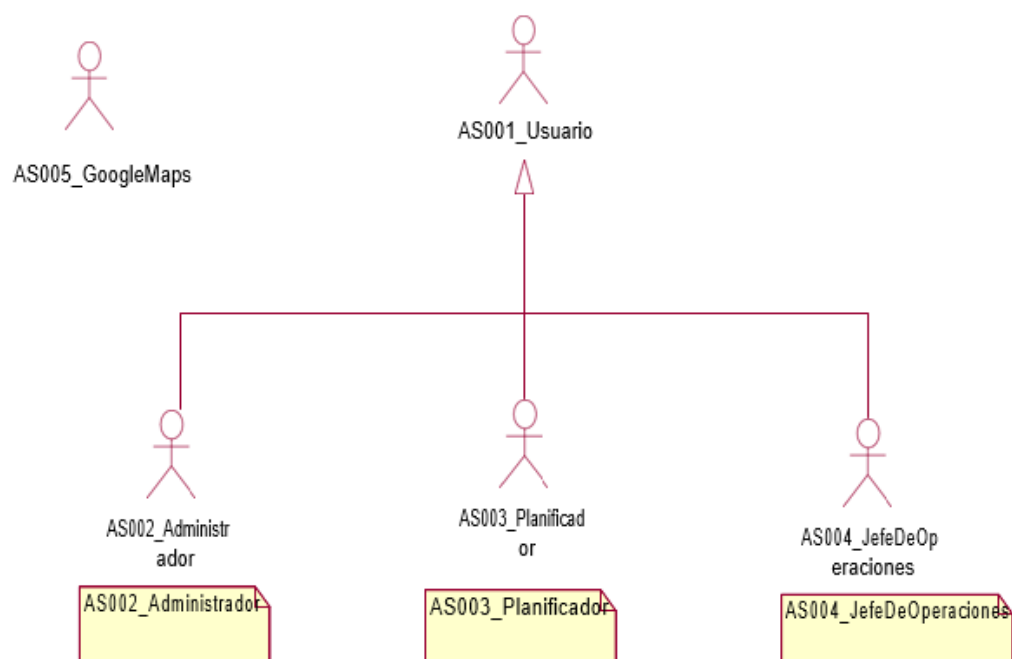 AS001_Usuario
AS005_GoogleMaps
AS002_Administr
ador
AS003_Planificad
or
AS004_JefeDeOp
eraciones
AS002_Administrador
AS003_Planificador
AS004_JefeDeOperaciones